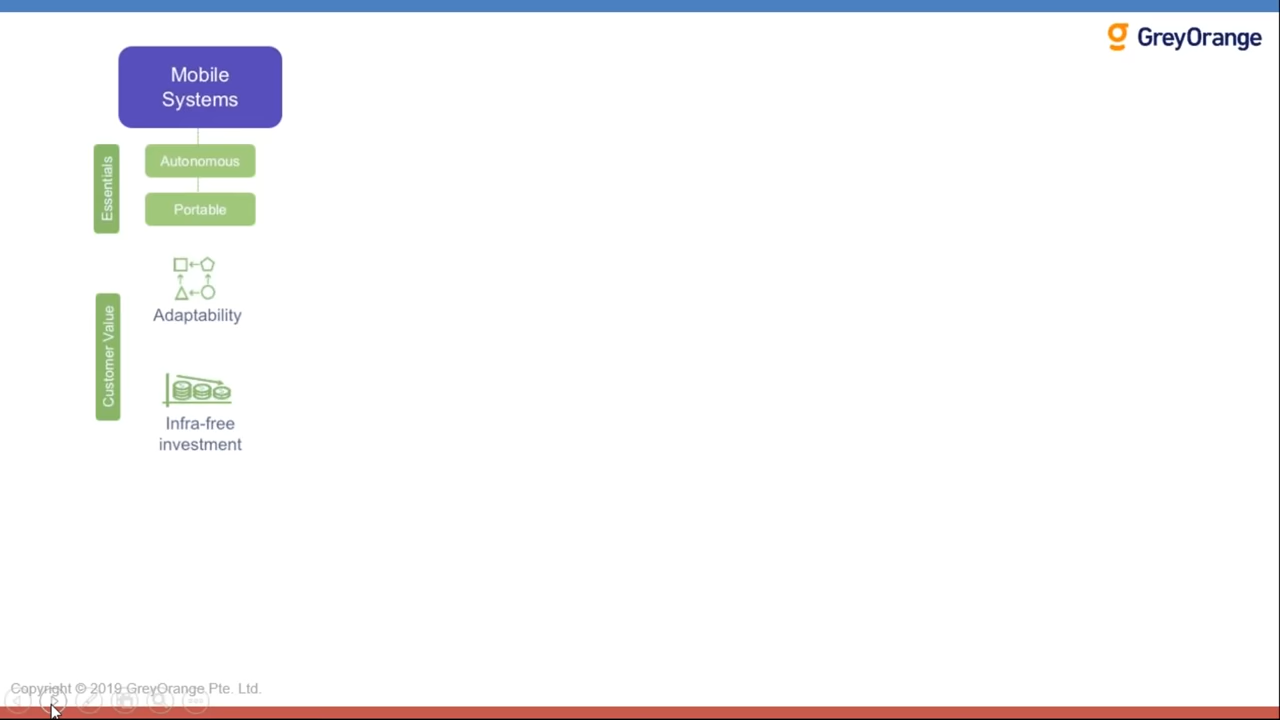 GreyOrange
Mobile
Systems
Essentials
Autonomous
Portable
Customer Value
Adaptability
Infra-free
investment
Copyright © 2019 GreyOrange Pte. Ltd.